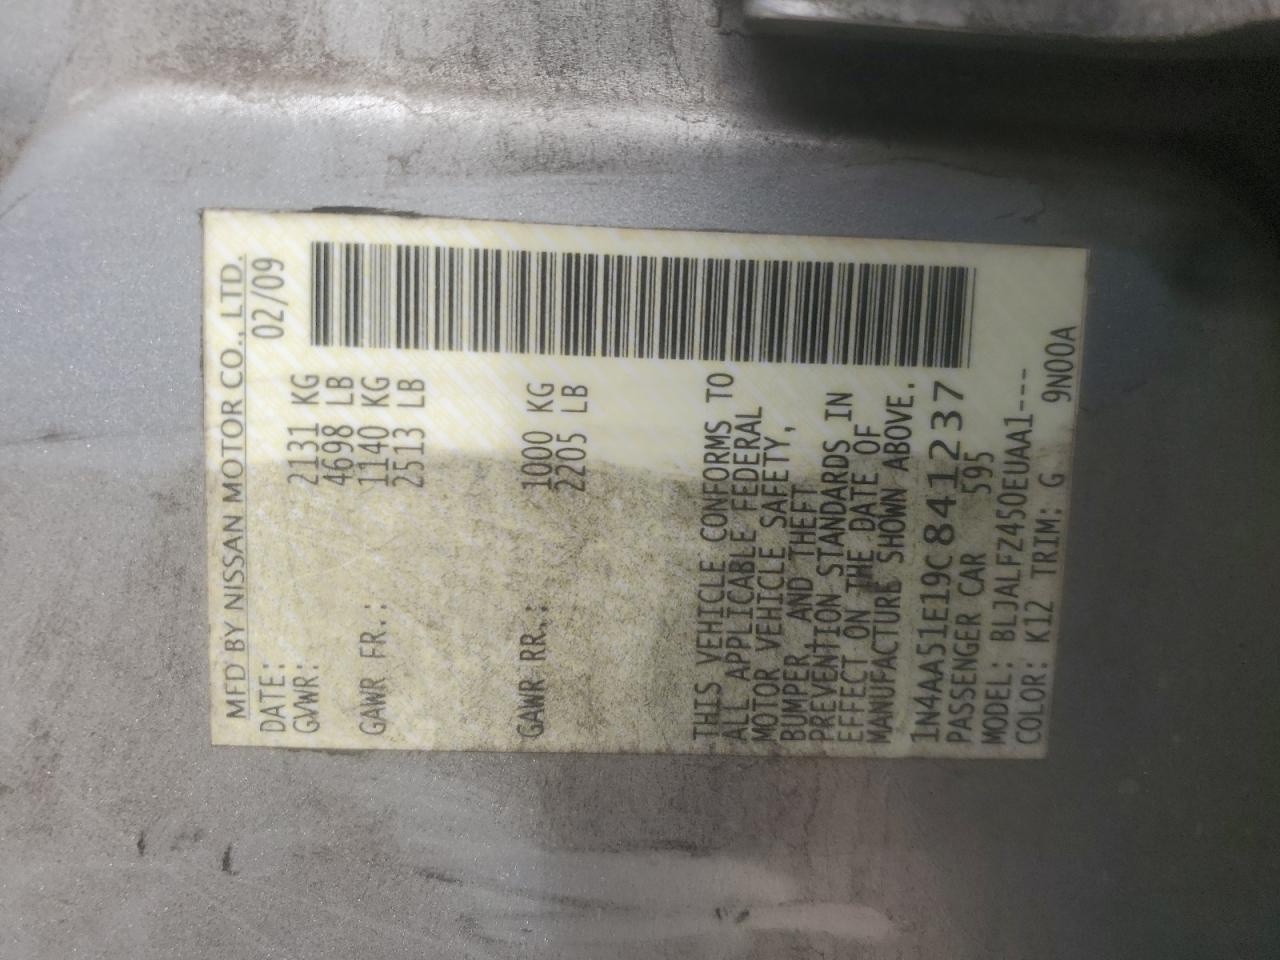 MFD BY NISSAN MOTOR CO., LTD.
DATE: 02/09
GVWR: 2131 KG
4698 LB
GAWR FR.: 1140 KG
2513 LB
GAWR RR.: 1000 KG
2205 LB
THIS VEHICLE CONFORMS TO
ALL APPLICABLE FEDERAL
MOTOR VEHICLE SAFETY,
BUMPER, AND THEFT
PREVENTION STANDARDS IN
EFFECT ON THE DATE OF
MANUFACTURE SHOWN ABOVE.
1N4AA51E19C841237
PASSENGER CAR 595
MODEL: BLJALFZ450EUAA1---
COLOR: K12 TRIM: G 9N00A